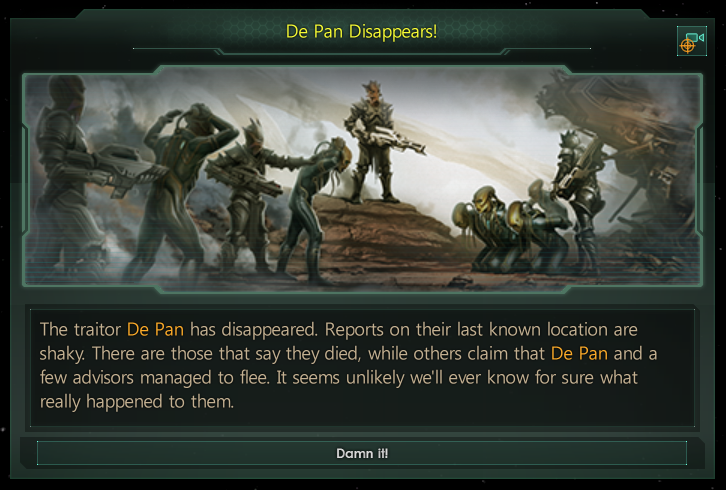 De Pan Disappears!
The traitor De Pan has disappeared. Reports on their last known location are
shaky. There are those that say they died, while others claim that De Pan and a
few advisors managed to flee. It seems unlikely we'll ever know for sure what
really happened to them.
Damn it!